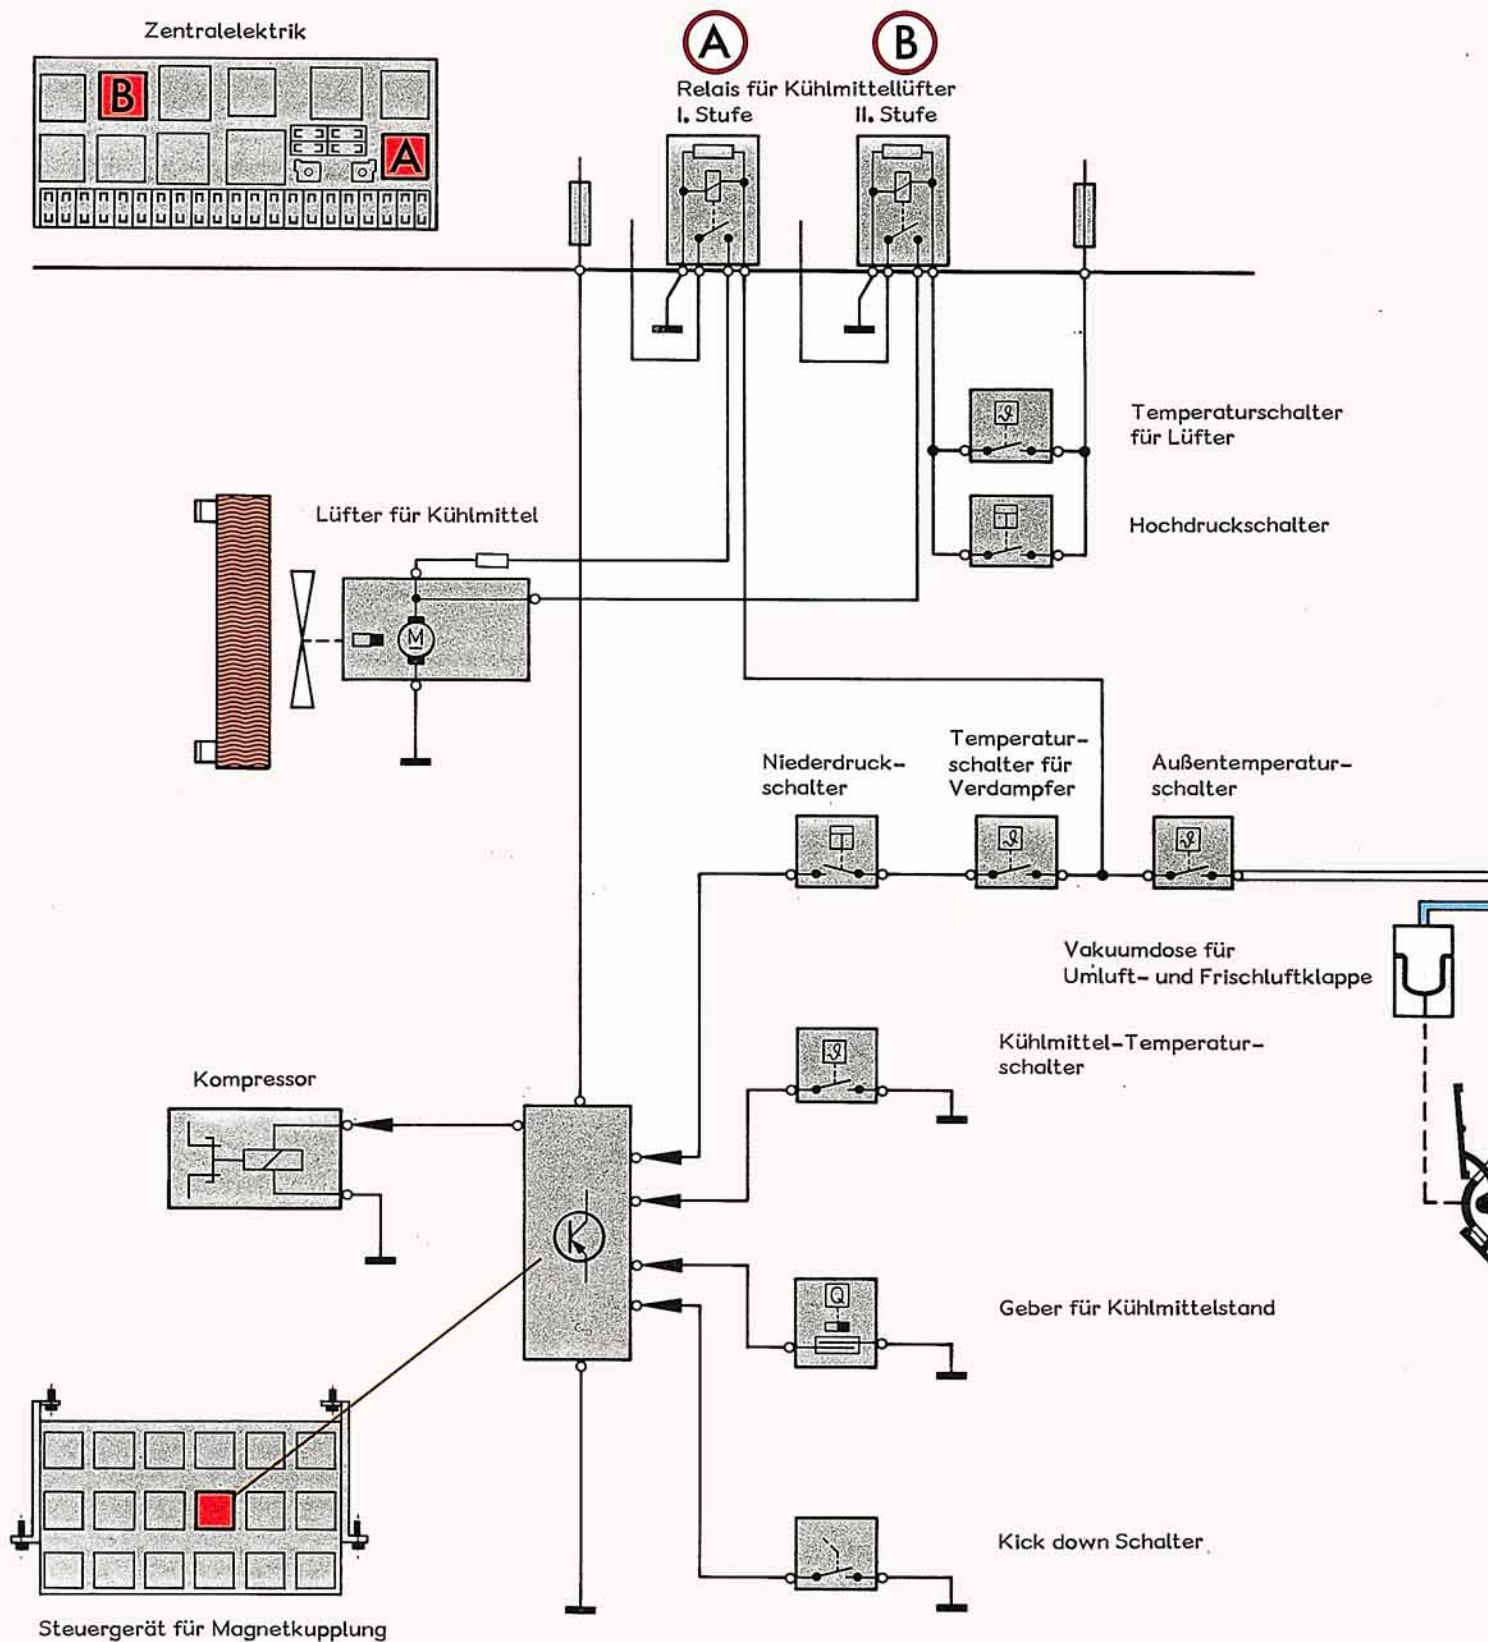 Zentralelektrik
A
B
Relais für Kühlmittellüfter
I. Stufe
II. Stufe
B
A
Temperaturschalter
für Lüfter
Hochdruckschalter
Lüfter für Kühlmittel
M
Niederdruck-
schalter
Temperatur-
schalter für
Verdampfer
Außentemperatur-
schalter
Vakuumdose für
Umluft- und Frischluftklappe
Kühlmittel-Temperatur-
schalter
Kompressor
Geber für Kühlmittelstand
Q
Kick down Schalter
Steuergerät für Magnetkupplung